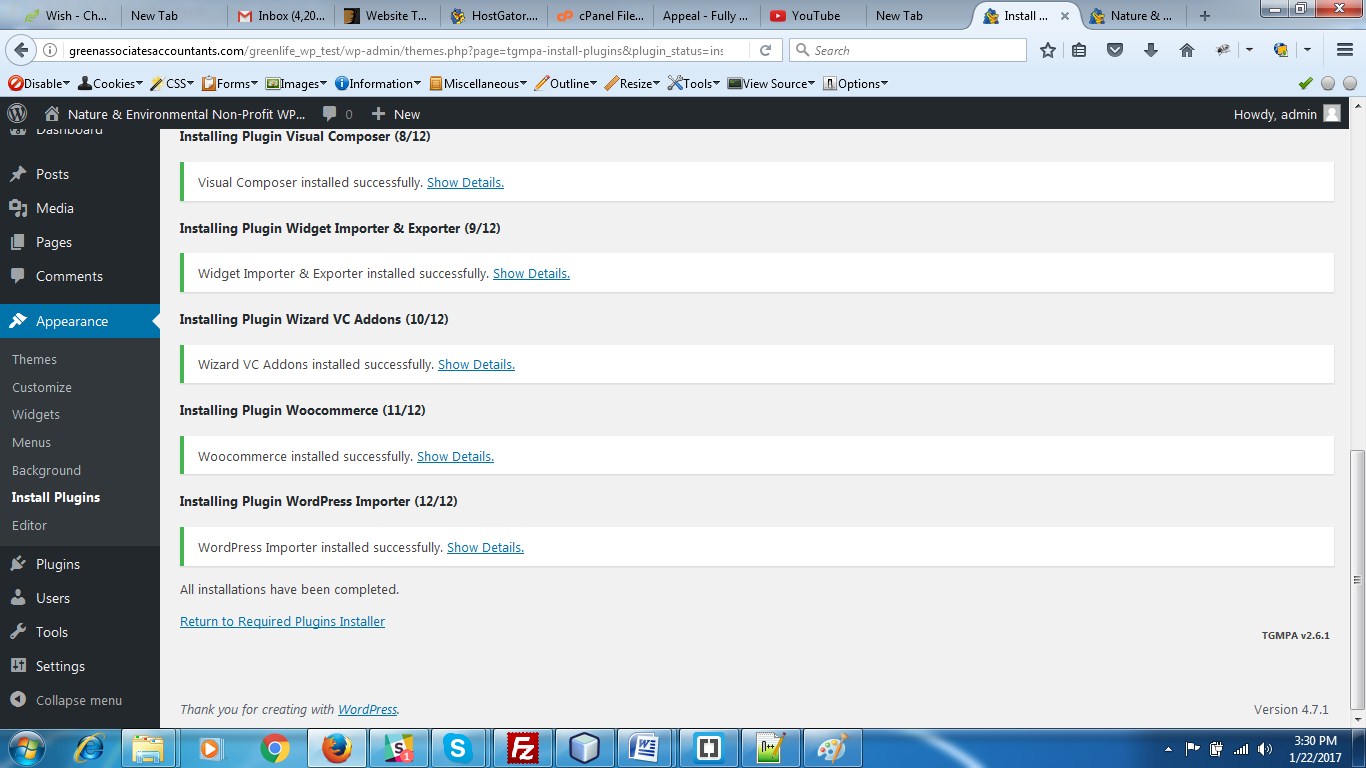 Wish - Ch...
New Tab
Inbox (4,20...
Website T...
HostGator....
cPanel File...
Appeal - Fully ...
YouTube
New Tab
Install ...
Nature & ...
greenassociatesaccountants.com/greenlife_wp_test/wp-admin/themes.php?page=tgmpa-install-plugins&plugin_status=ins
Search
Disable
Cookies
CSS
Forms
Images
Information
Miscellaneous
Outline
Resize
Tools
View Source
Options
Nature & Environmental Non-Profit WP...
0
New
Howdy, admin
Dashboard
Posts
Media
Pages
Comments
Appearance
Themes
Customize
Widgets
Menus
Background
Install Plugins
Editor
Plugins
Users
Tools
Settings
Collapse menu
Installing Plugin Visual Composer (8/12)
Visual Composer installed successfully. Show Details.
Installing Plugin Widget Importer & Exporter (9/12)
Widget Importer & Exporter installed successfully. Show Details.
Installing Plugin Wizard VC Addons (10/12)
Wizard VC Addons installed successfully. Show Details.
Installing Plugin Woocommerce (11/12)
Woocommerce installed successfully. Show Details.
Installing Plugin WordPress Importer (12/12)
WordPress Importer installed successfully. Show Details.
All installations have been completed.
Return to Required Plugins Installer
TGMPA v2.6.1
Thank you for creating with WordPress.
Version 4.7.1
3:30 PM
1/22/2017